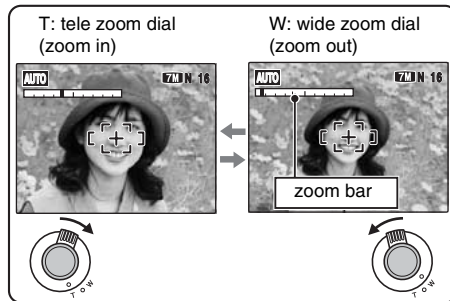 T: tele zoom dial
(zoom in)
W: wide zoom dial
(zoom out)
AUTO
7M N 16
AUTO
7M N 16
zoom bar
T W
T W